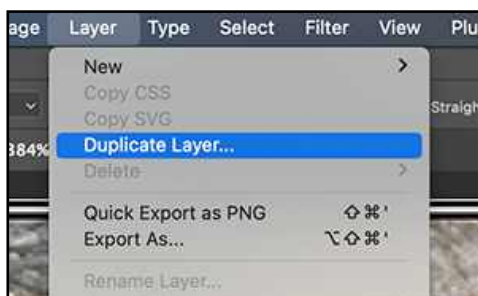 age Layer Type Select Filter View Plu
New >
Copy CSS
Straigh
Copy SVG
384% Duplicate Layer...
Delete >
Quick Export as PNG ⇧⌘'
Export As... ⌥⇧⌘'
Rename Layer...